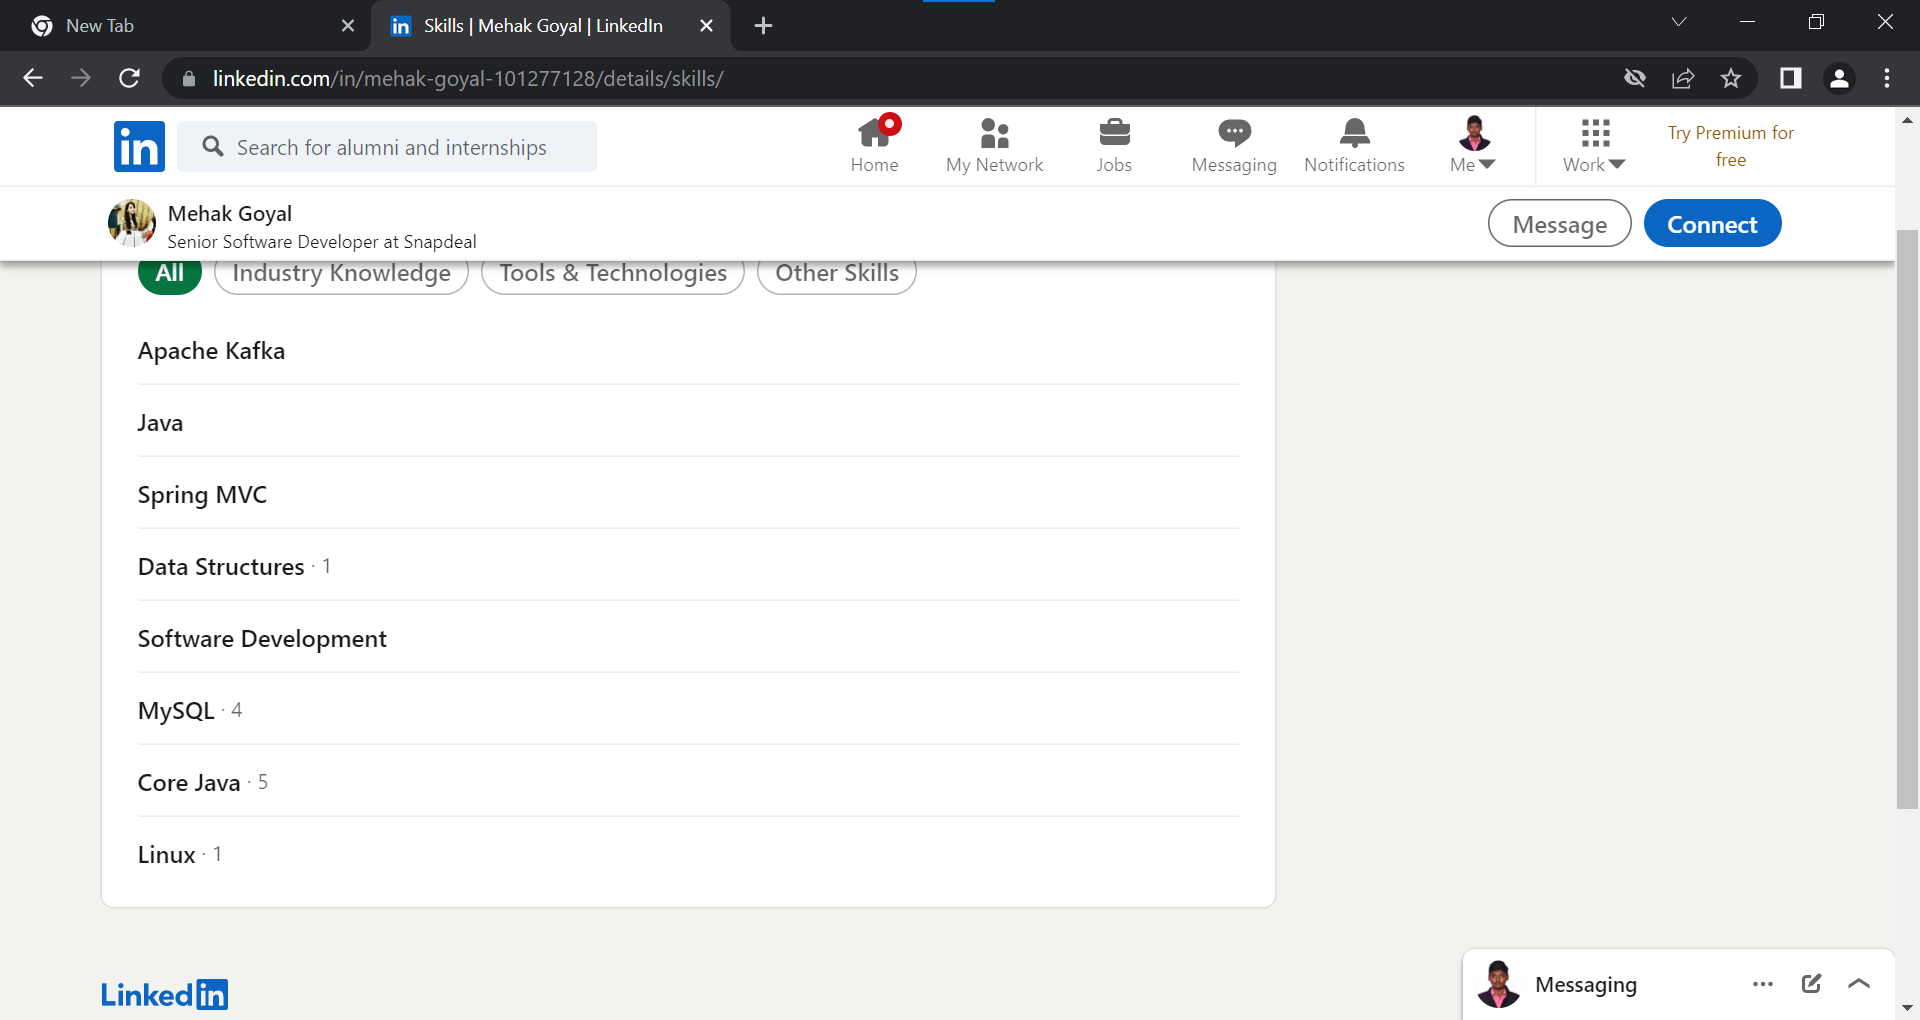 New Tab
Skills | Mehak Goyal | LinkedIn
linkedin.com/in/mehak-goyal-101277128/details/skills/
in
Search for alumni and internships
Home
My Network
Jobs
Messaging
Notifications
Me
Work
Try Premium for
free
Mehak Goyal
Senior Software Developer at Snapdeal
Message
Connect
All
Industry Knowledge
Tools & Technologies
Other Skills
Apache Kafka
Java
Spring MVC
Data Structures · 1
Software Development
MySQL · 4
Core Java · 5
Linux · 1
LinkedIn
Messaging